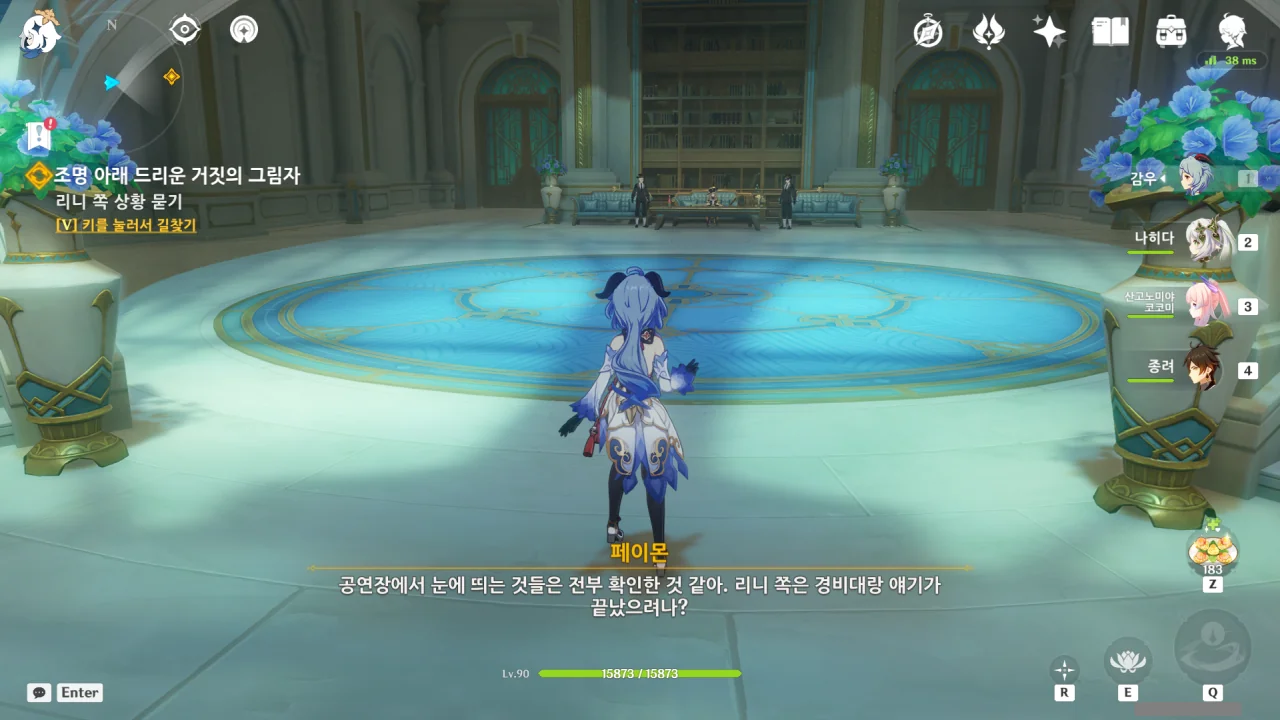 N
38 ms
조명 아래 드리운 거짓의 그림자
리니 쪽 상황 묻기
[V] 키를 눌러서 길찾기
감우
1
나히다
2
산고노미야
코코미
3
종려
4
페이몬
공연장에서 눈에 띄는 것들은 전부 확인한 것 같아. 리니 쪽은 경비대랑 얘기가
끝났으려나?
183
Z
Lv.90
15873 / 15873
Enter
R
E
Q